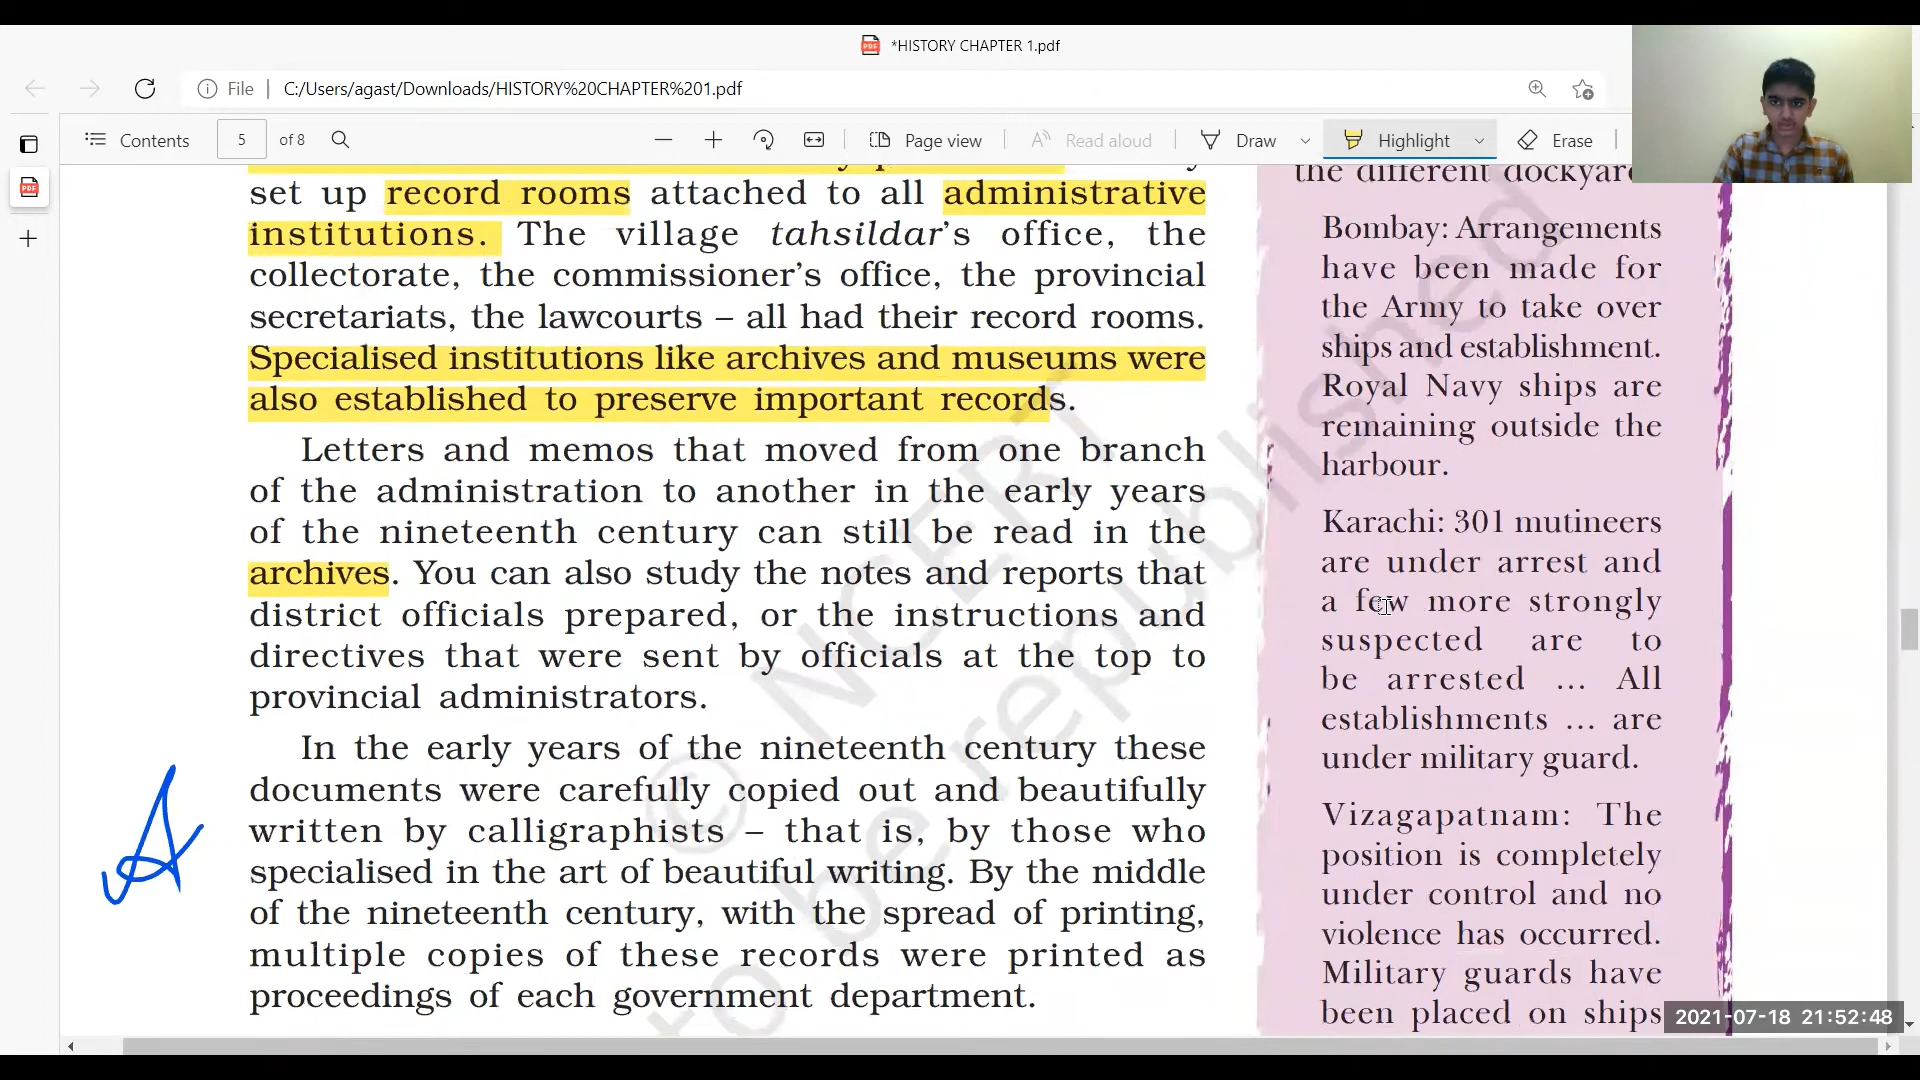 *HISTORY CHAPTER 1.pdf
File
C:/Users/agast/Downloads/HISTORY%20CHAPTER%201.pdf
Contents
5
of 8
Page view
Read aloud
Draw
Highlight
Erase
set up record rooms attached to all administrative
institutions. The village tahsildar's office, the
collectorate, the commissioner's office, the provincial
secretariats, the lawcourts – all had their record rooms.
Specialised institutions like archives and museums were
also established to preserve important records.
Letters and memos that moved from one branch
of the administration to another in the early years
of the nineteenth century can still be read in the
archives. You can also study the notes and reports that
district officials prepared, or the instructions and
directives that were sent by officials at the top to
provincial administrators.
In the early years of the nineteenth century these
documents were carefully copied out and beautifully
written by calligraphists – that is, by those who
specialised in the art of beautiful writing. By the middle
of the nineteenth century, with the spread of printing,
multiple copies of these records were printed as
proceedings of each government department.
A
the different dockyar
Bombay: Arrangements
have been made for
the Army to take over
ships and establishment.
Royal Navy ships are
remaining outside the
harbour.
Karachi: 301 mutineers
are under arrest and
a few more strongly
suspected are to
be arrested ... All
establishments ... are
under military guard.
Vizagapatnam: The
position is completely
under control and no
violence has occurred.
Military guards have
been placed on ships
© NCERT
to be republished
2021-07-18 21:52:48